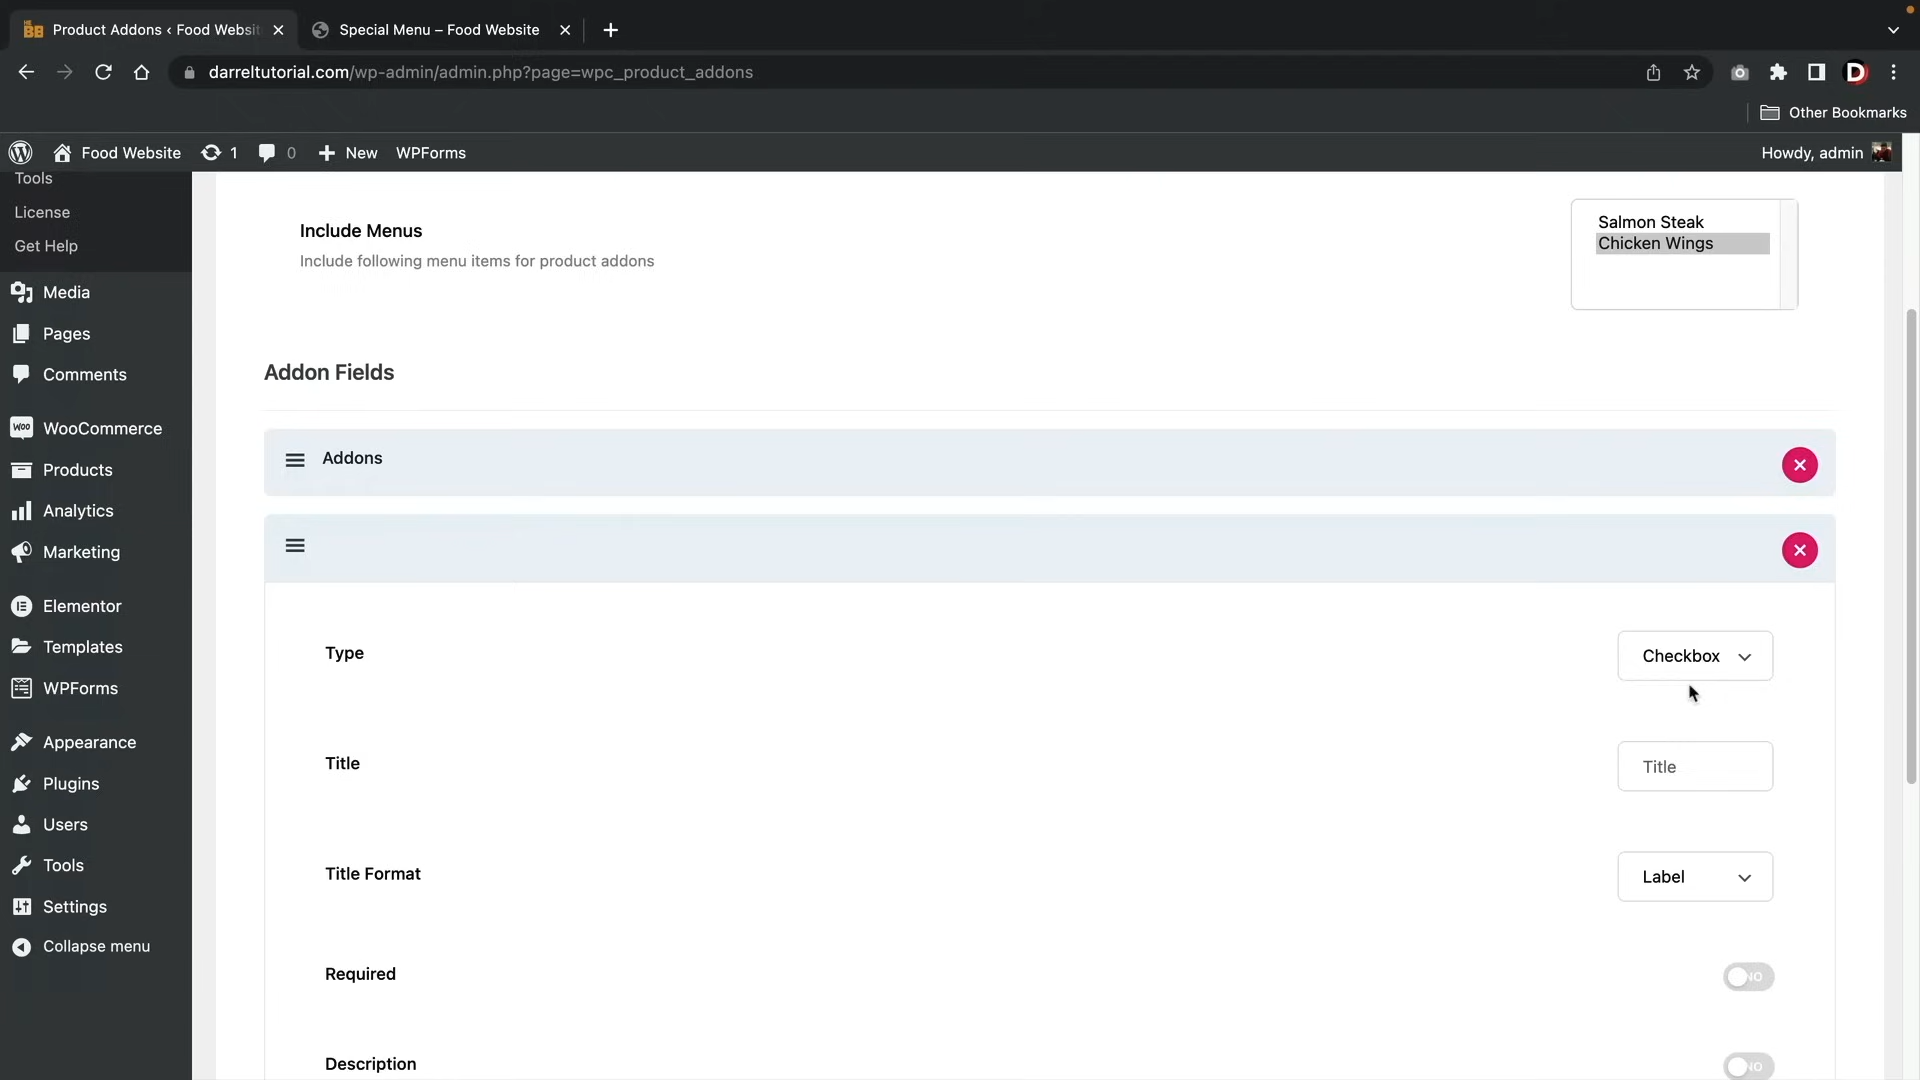 Product Addons ‹ Food Websit
Special Menu – Food Website
darreltutorial.com/wp-admin/admin.php?page=wpc_product_addons
D
Other Bookmarks
Food Website
1
0
New
WPForms
Howdy, admin
Tools
License
Get Help
Media
Pages
Comments
WooCommerce
Products
Analytics
Marketing
Elementor
Templates
WPForms
Appearance
Plugins
Users
Tools
Settings
Collapse menu
Include Menus
Include following menu items for product addons
Salmon Steak
Chicken Wings
Addon Fields
Addons
Type
Checkbox
Title
Title
Title Format
Label
Required
NO
Description
NO